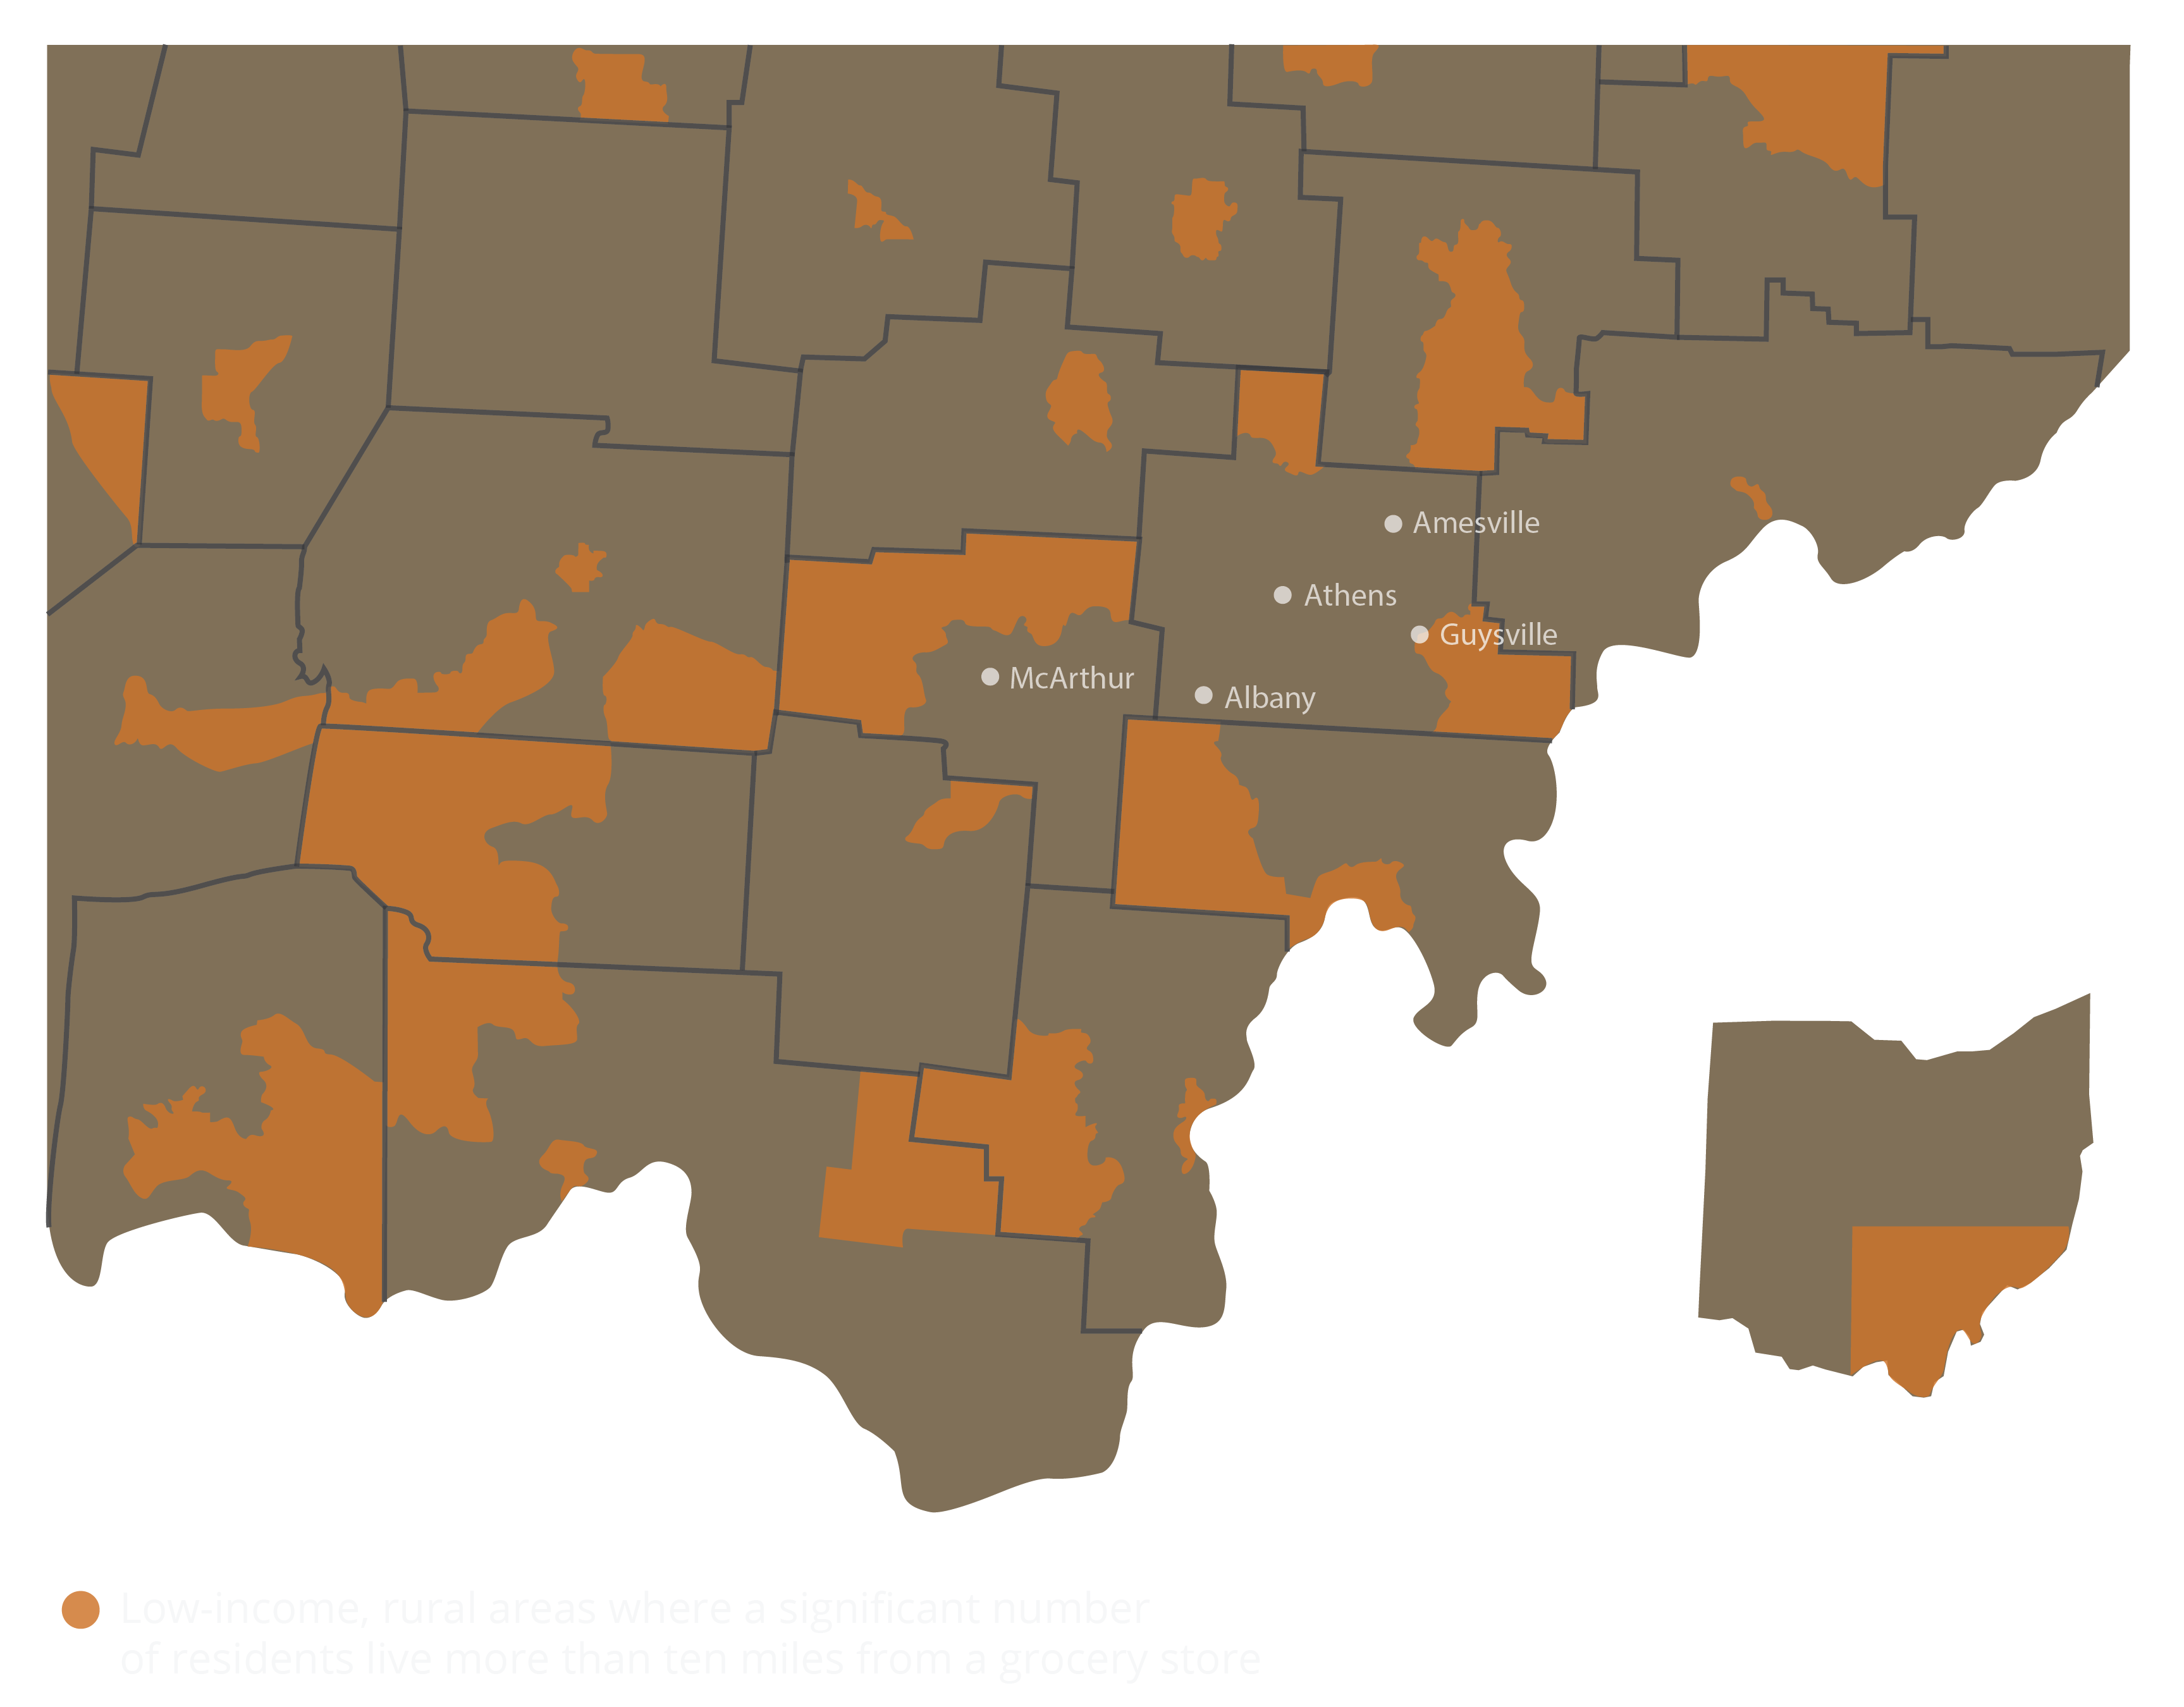 Amesville
Athens
Guysville
McArthur
Albany
Low-income, rural areas where a significant number
of residents live more than ten miles from a grocery store